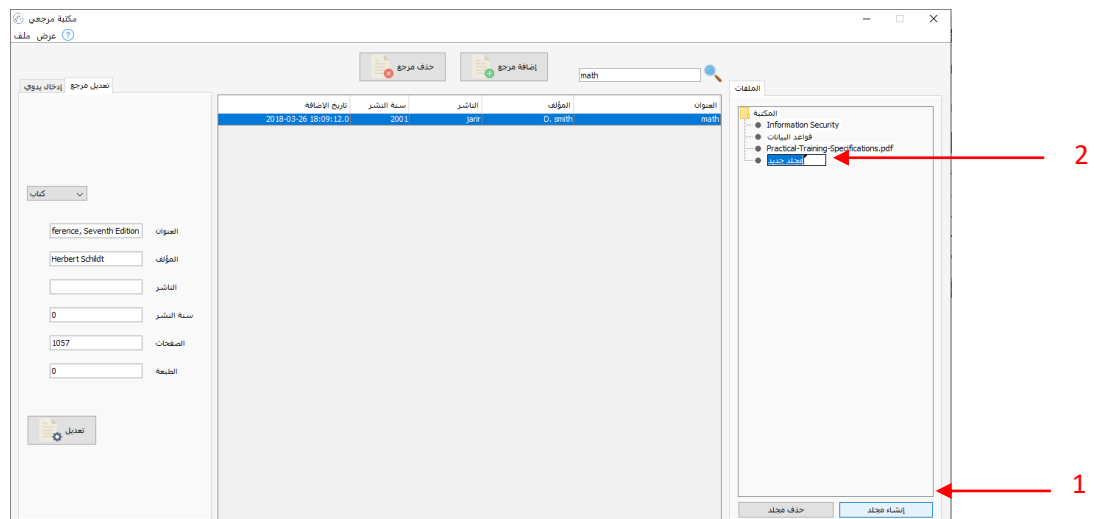 مكتبة مرجعي
ملف عرض
إضافة مرجع
حذف مرجع
math
الملفات
تعديل مرجع
إدخال يدوي
العنوان المؤلف الناشر سنة النشر تاريخ الإضافة
math D. smith jarir 2001 2018-03-26 18:09:12.0
المكتبة
Information Security
قواعد البيانات
Practical-Training-Specifications.pdf
مجلد جديد
2
كتاب
العنوان ference, Seventh Edition
المؤلف Herbert Schildt
الناشر
سنة النشر 0
الصفحات 1057
الطبعة 0
تعديل
1
إنشاء مجلد
حذف مجلد